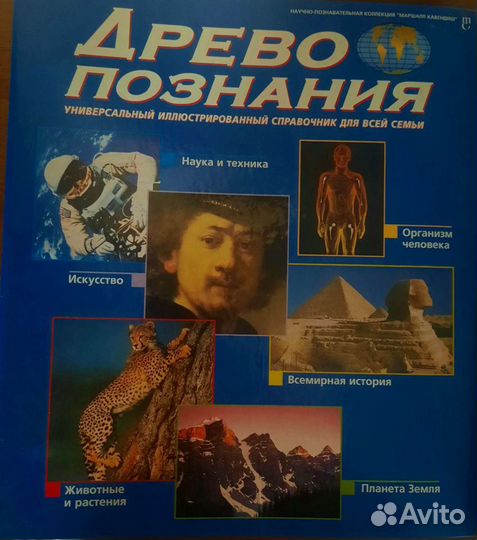 НАУЧНО-ПОЗНАВАТЕЛЬНАЯ КОЛЛЕКЦИЯ "МАРШАЛЛ КАВЕНДИШ"
mc
ДРЕВО
ПОЗНАНИЯ
УНИВЕРСАЛЬНЫЙ ИЛЛЮСТРИРОВАННЫЙ СПРАВОЧНИК ДЛЯ ВСЕЙ СЕМЬИ
Наука и техника
Организм
человека
Искусство
Всемирная история
Животные
и растения
Планета Земля
Avito